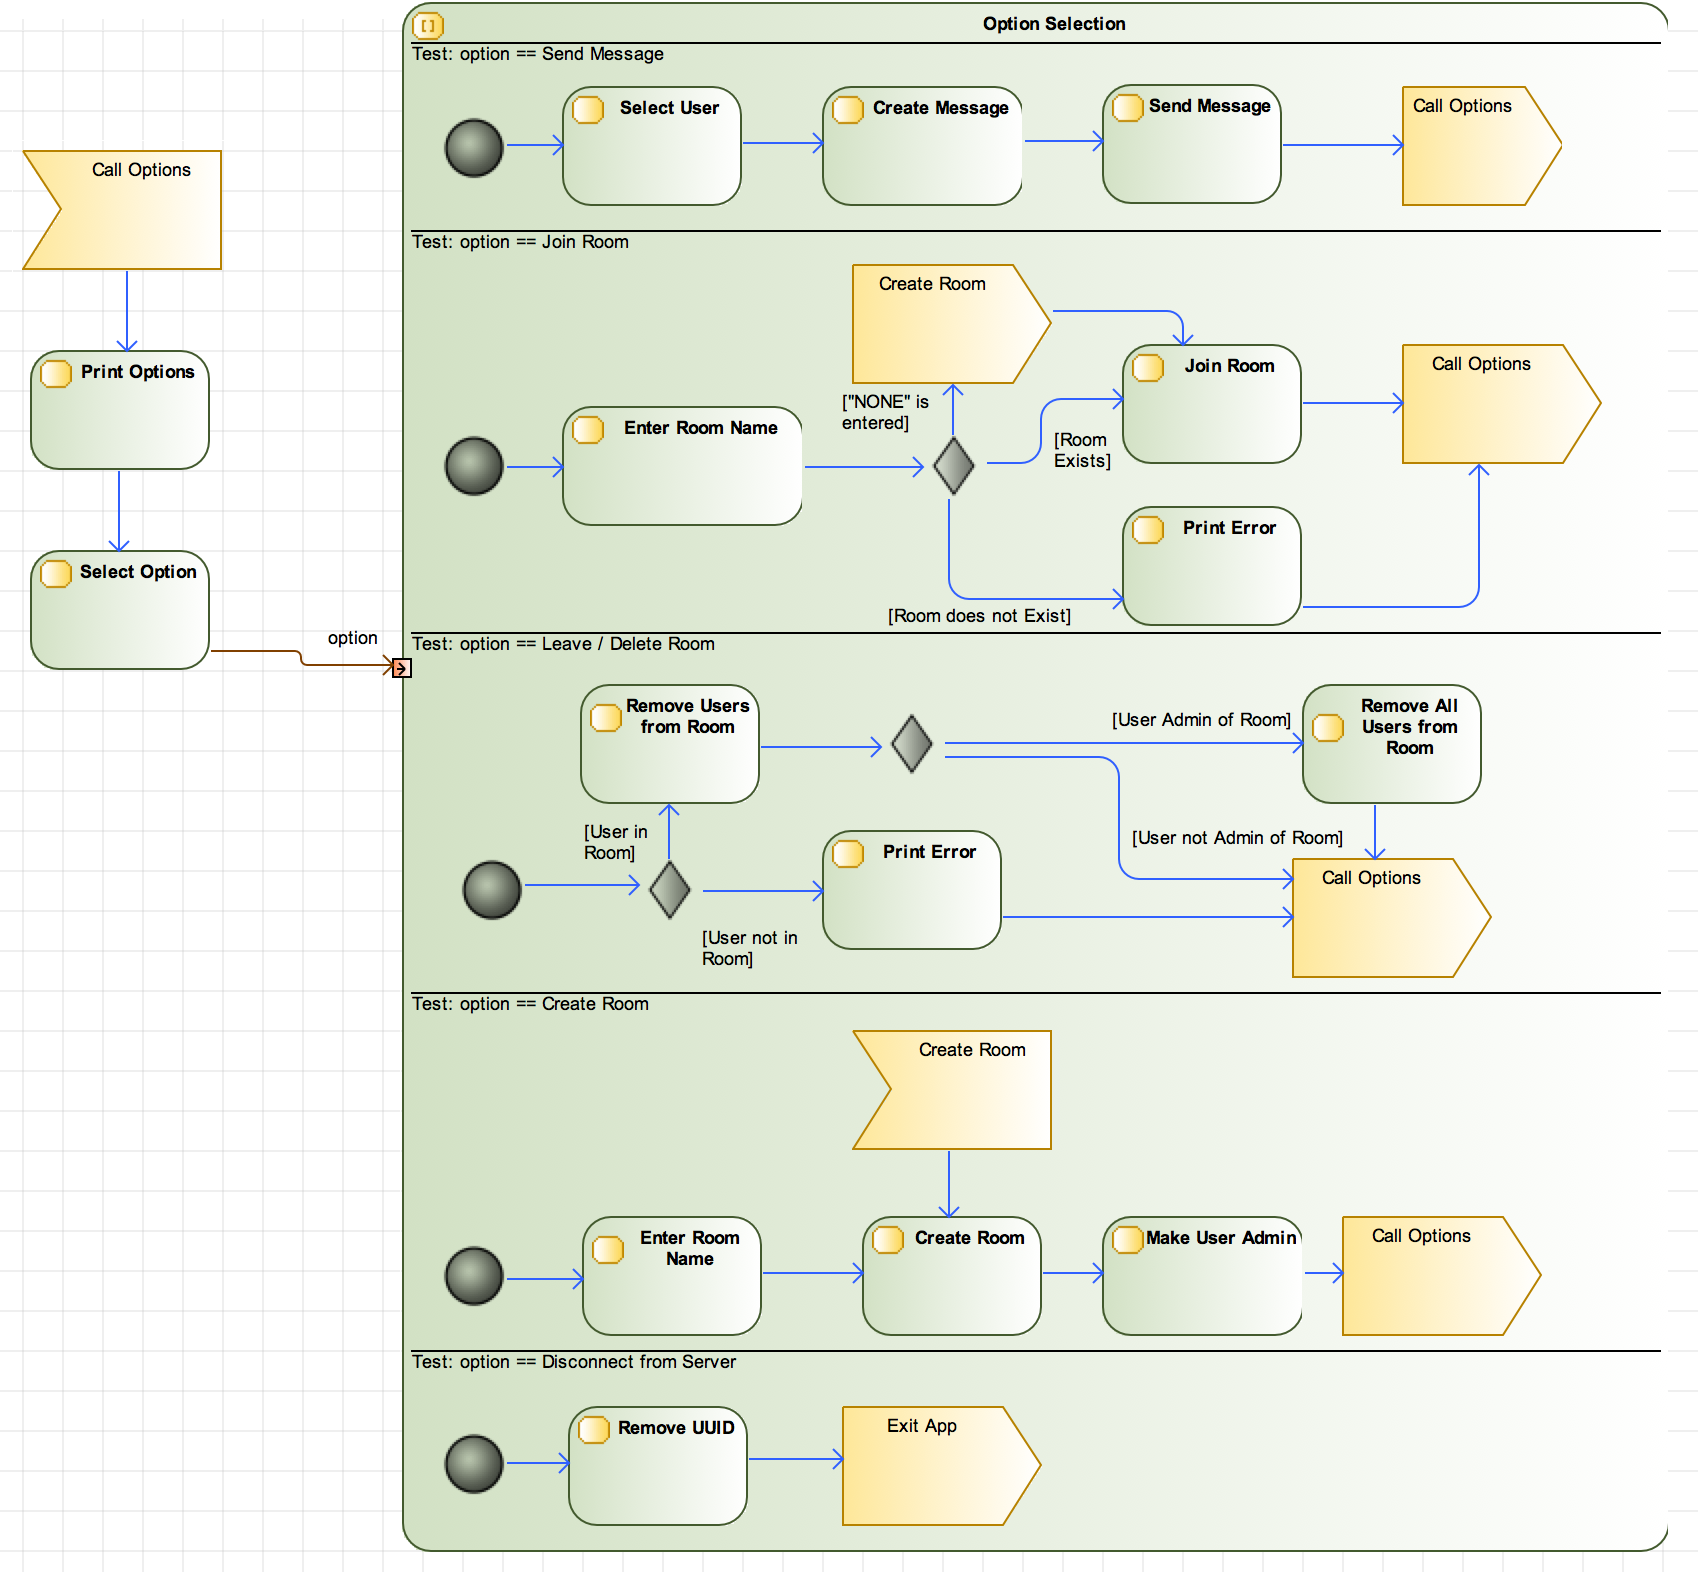 Option Selection
Test: option == Send Message
Select User
Create Message
Send Message
Call Options
Call Options
Print Options
Select Option
option
Test: option == Join Room
Create Room
["NONE" is
entered]
Enter Room Name
[Room
Exists]
Join Room
Call Options
Print Error
[Room does not Exist]
Test: option == Leave / Delete Room
Remove Users
from Room
[User Admin of Room]
Remove All
Users from
Room
[User in
Room]
[User not Admin of Room]
Print Error
Call Options
[User not in
Room]
Test: option == Create Room
Create Room
Enter Room
Name
Create Room
Make User Admin
Call Options
Test: option == Disconnect from Server
Remove UUID
Exit App